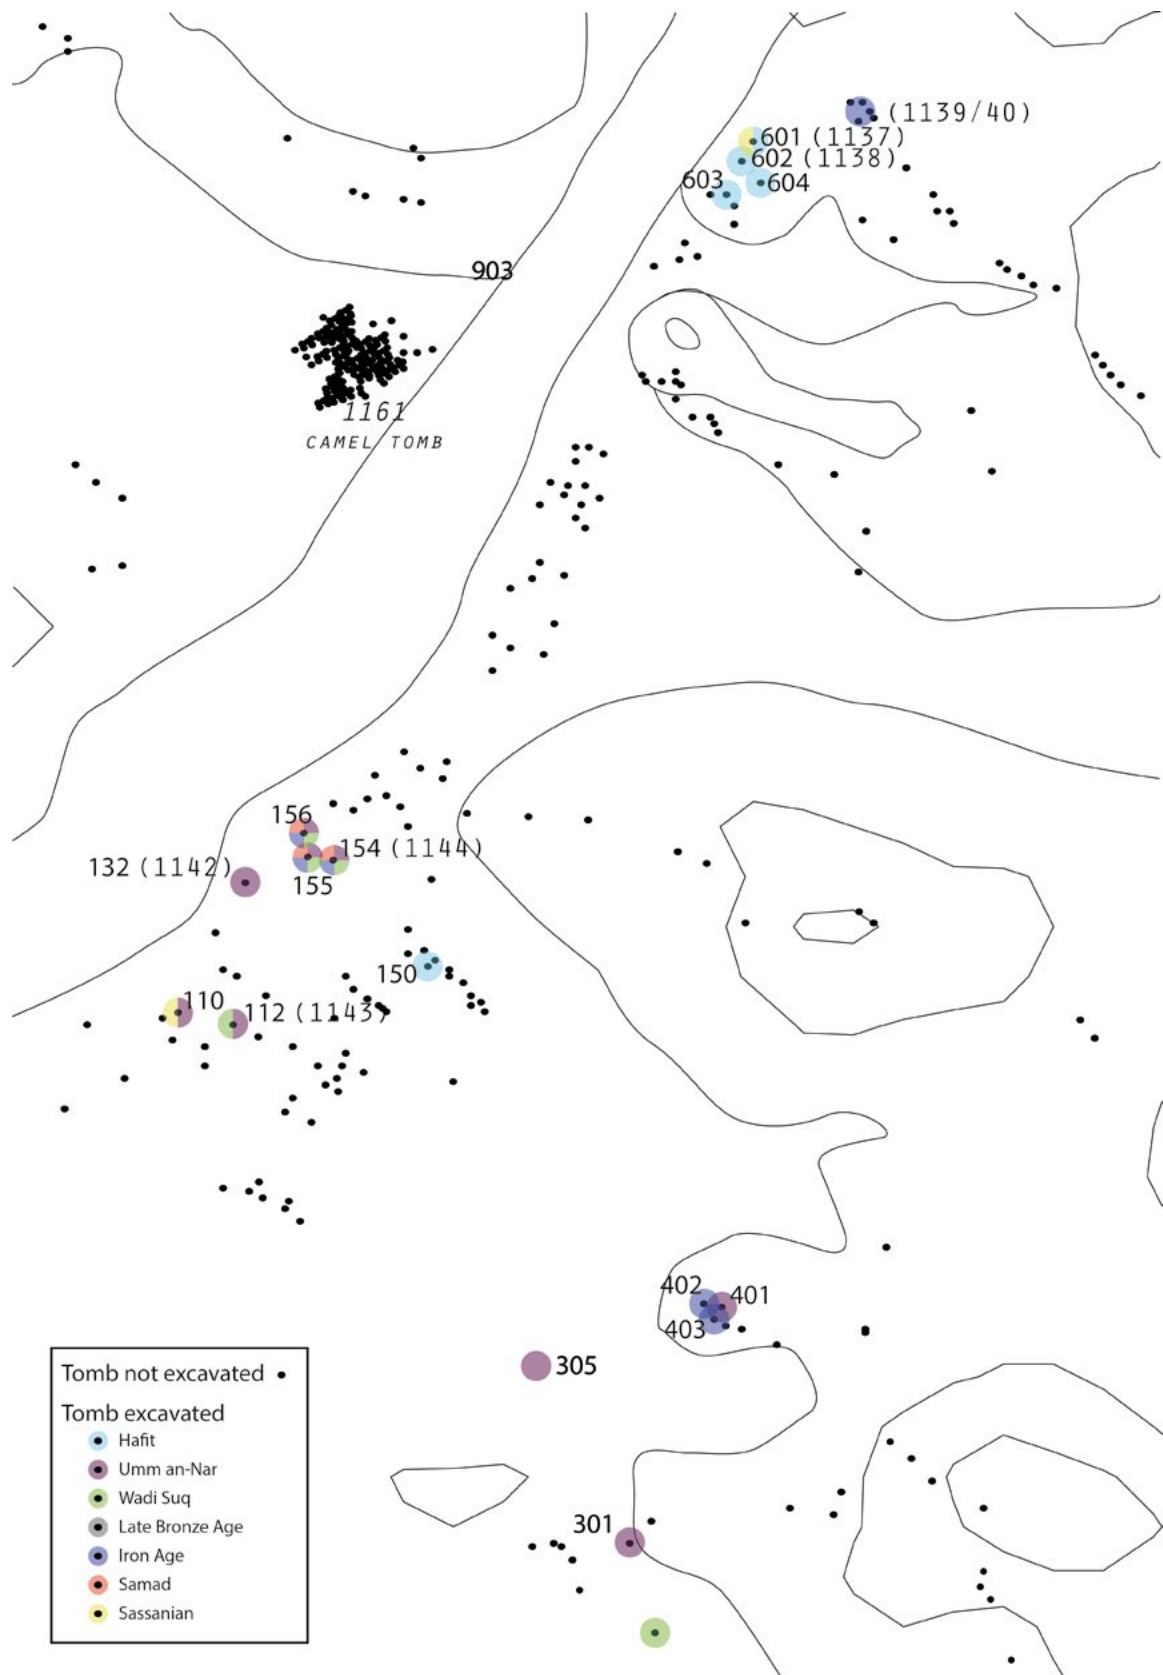 (1139/40)
601 (1137)
602 (1138)
603
604
903
1161
CAMEL TOMB
156
154 (1144)
132 (1142)
155
150
110
112 (1143)
402
401
403
305
301
Tomb not excavated
Tomb excavated
Hafit
Umm an-Nar
Wadi Suq
Late Bronze Age
Iron Age
Samad
Sassanian